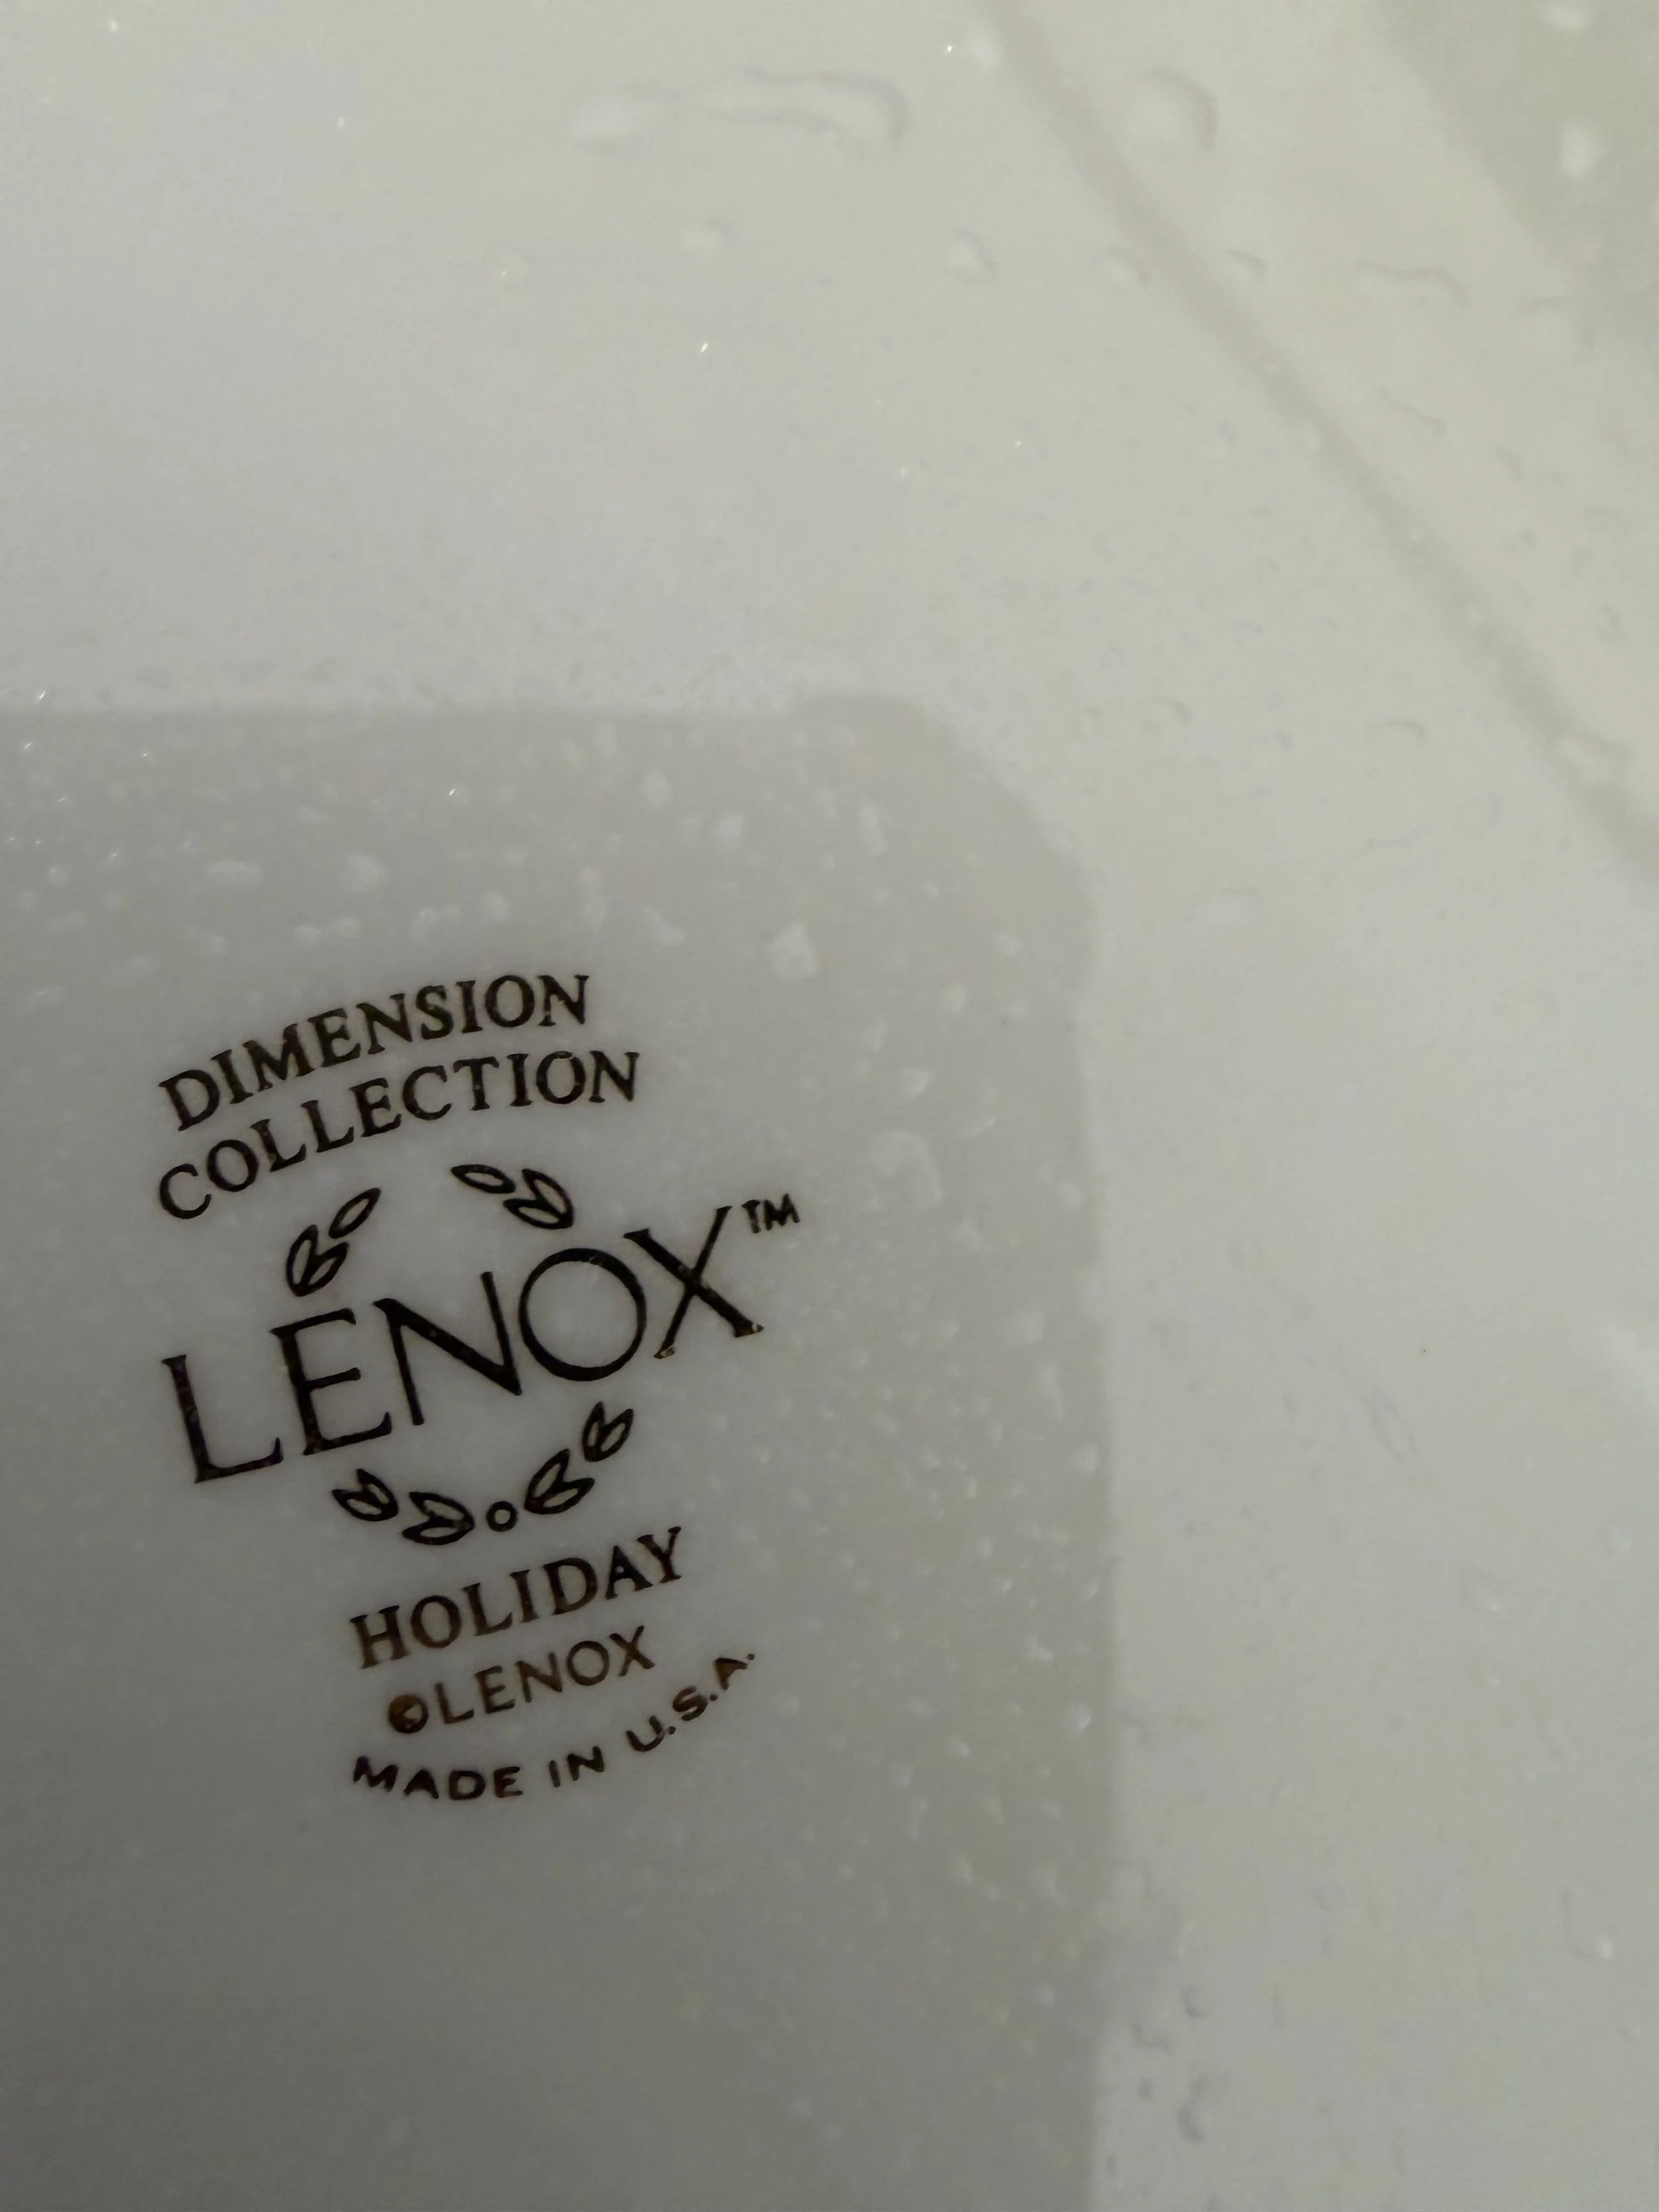 DIMENSION
COLLECTION
LENOX™
HOLIDAY
©LENOX
MADE IN U.S.A.